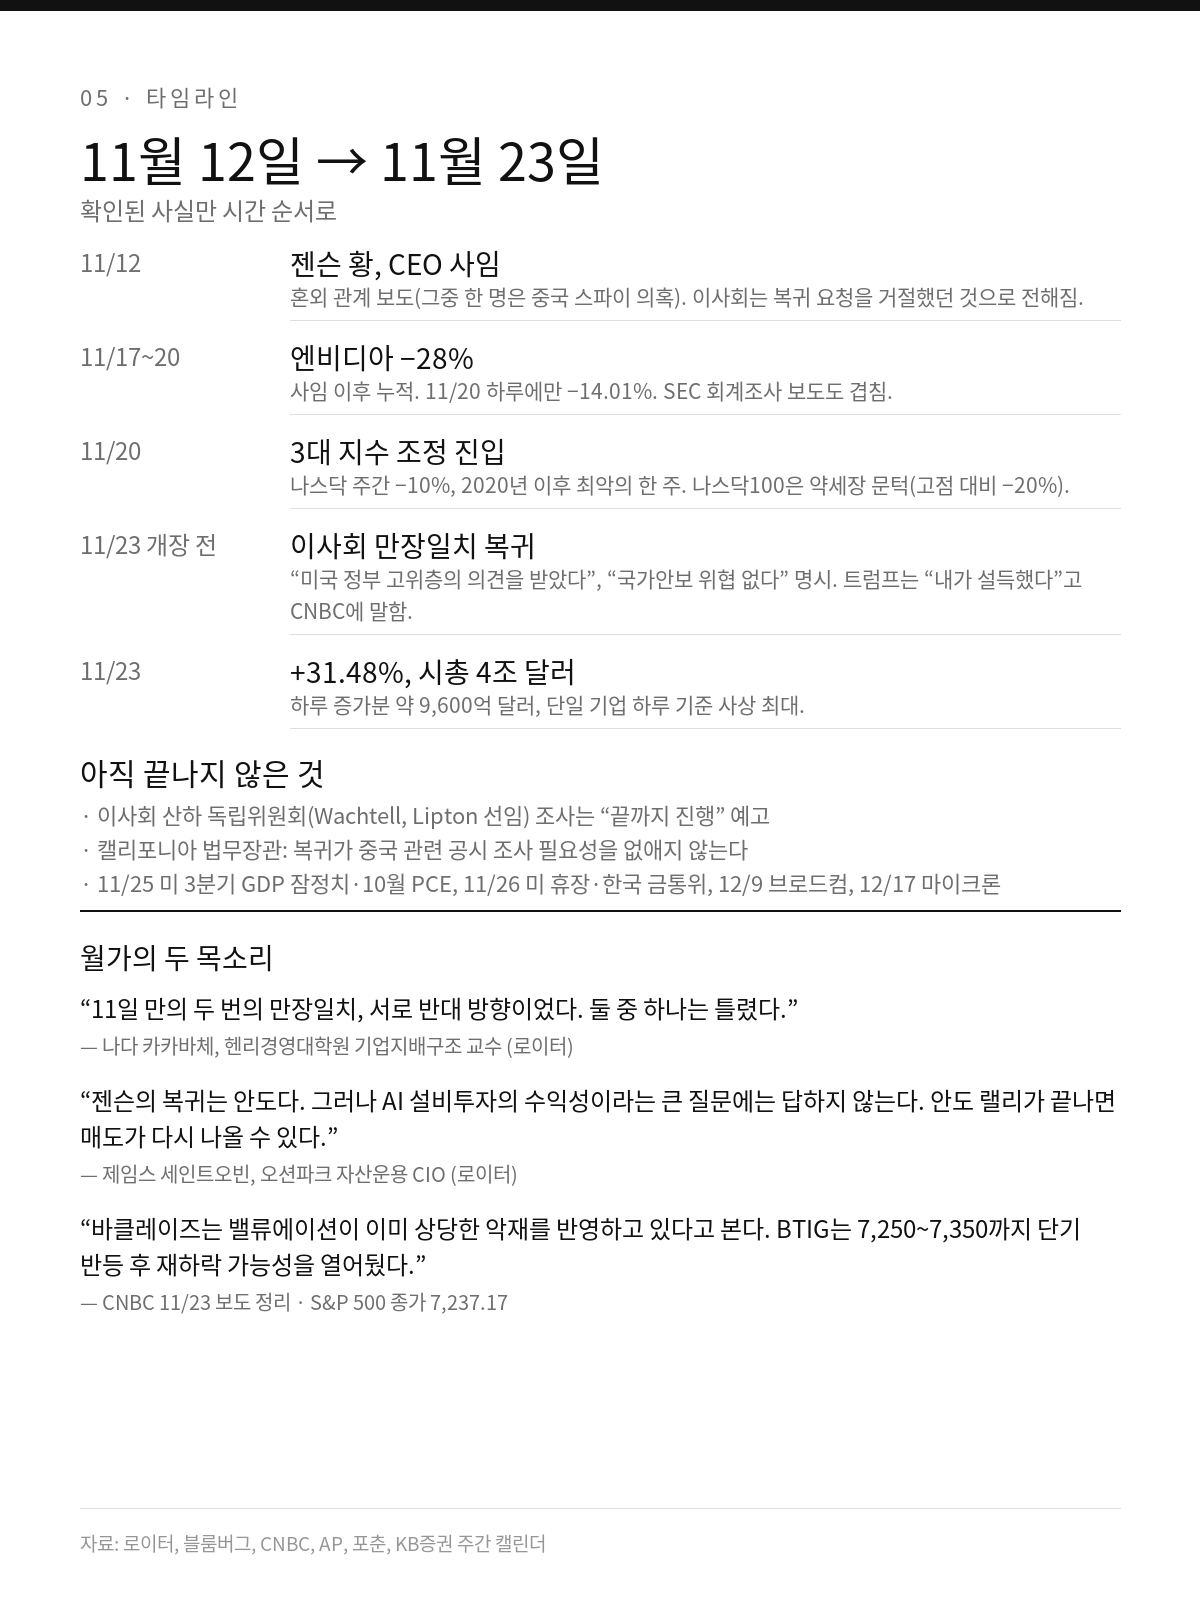 05 · 타임라인
11월 12일 → 11월 23일
확인된 사실만 시간 순서로
11/12
젠슨 황, CEO 사임
혼외 관계 보도(그중 한 명은 중국 스파이 의혹). 이사회는 복귀 요청을 거절했던 것으로 전해짐.
11/17~20
엔비디아 −28%
사임 이후 누적. 11/20 하루에만 −14.01%. SEC 회계조사 보도도 겹침.
11/20
3대 지수 조정 진입
나스닥 주간 −10%, 2020년 이후 최악의 한 주. 나스닥100은 약세장 문턱(고점 대비 −20%).
11/23 개장 전
이사회 만장일치 복귀
“미국 정부 고위층의 의견을 받았다”, “국가안보 위협 없다” 명시. 트럼프는 “내가 설득했다”고
CNBC에 말함.
11/23
+31.48%, 시총 4조 달러
하루 증가분 약 9,600억 달러, 단일 기업 하루 기준 사상 최대.
아직 끝나지 않은 것
· 이사회 산하 독립위원회(Wachtell, Lipton 선임) 조사는 “끝까지 진행” 예고
· 캘리포니아 법무장관: 복귀가 중국 관련 공시 조사 필요성을 없애지 않는다
· 11/25 미 3분기 GDP 잠정치·10월 PCE, 11/26 미 휴장·한국 금통위, 12/9 브로드컴, 12/17 마이크론
월가의 두 목소리
“11일 만의 두 번의 만장일치, 서로 반대 방향이었다. 둘 중 하나는 틀렸다.”
— 나다 카카바체, 헨리경영대학원 기업지배구조 교수 (로이터)
“젠슨의 복귀는 안도다. 그러나 AI 설비투자의 수익성이라는 큰 질문에는 답하지 않는다. 안도 랠리가 끝나면
매도가 다시 나올 수 있다.”
— 제임스 세인트오빈, 오션파크 자산운용 CIO (로이터)
“바클레이즈는 밸류에이션이 이미 상당한 악재를 반영하고 있다고 본다. BTIG는 7,250~7,350까지 단기
반등 후 재하락 가능성을 열어뒀다.”
— CNBC 11/23 보도 정리 · S&P 500 종가 7,237.17
자료: 로이터, 블룸버그, CNBC, AP, 포춘, KB증권 주간 캘린더